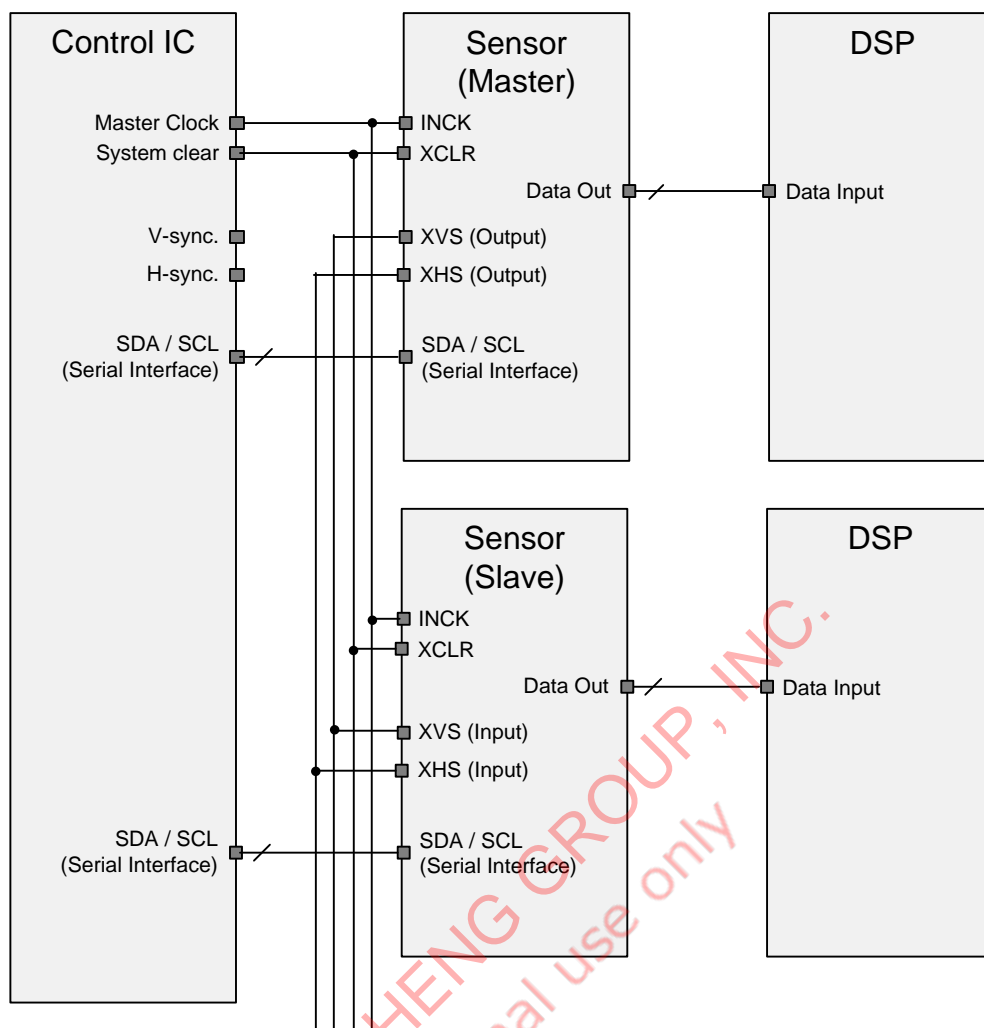 Control IC
Master Clock
System clear
V-sync.
H-sync.
SDA / SCL
(Serial Interface)
SDA / SCL
(Serial Interface)
Sensor
(Master)
INCK
XCLR
Data Out
XVS (Output)
XHS (Output)
SDA / SCL
(Serial Interface)
DSP
Data Input
Sensor
(Slave)
INCK
XCLR
Data Out
XVS (Input)
XHS (Input)
SDA / SCL
(Serial Interface)
DSP
Data Input
GROUP, INC.
use only